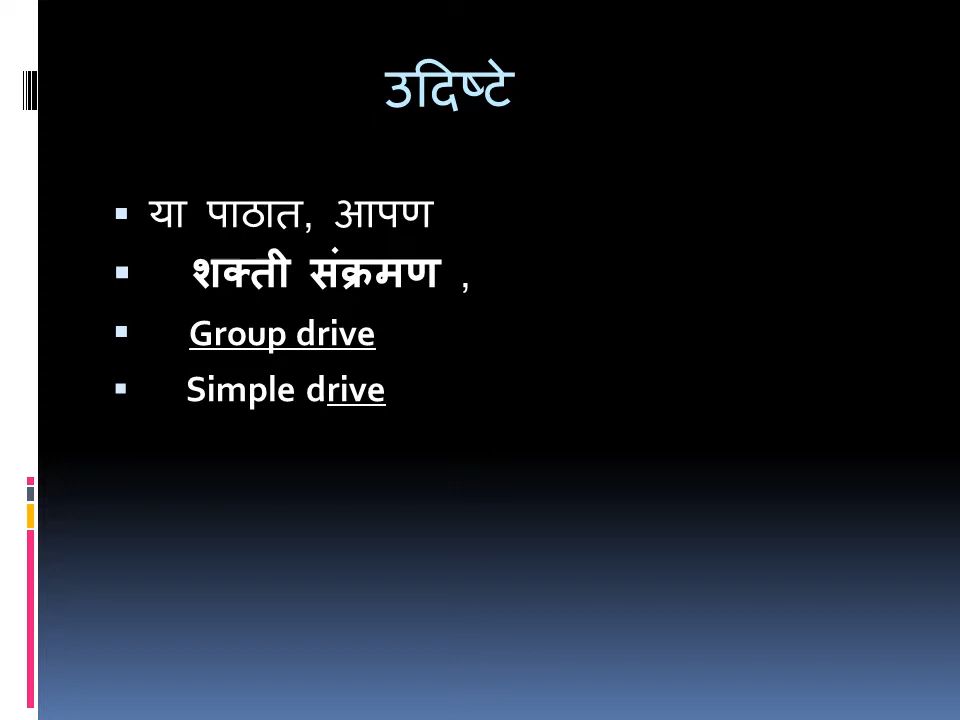 उदिष्टे
या पाठात, आपण
शक्ती संक्रमण ,
Group drive
Simple drive